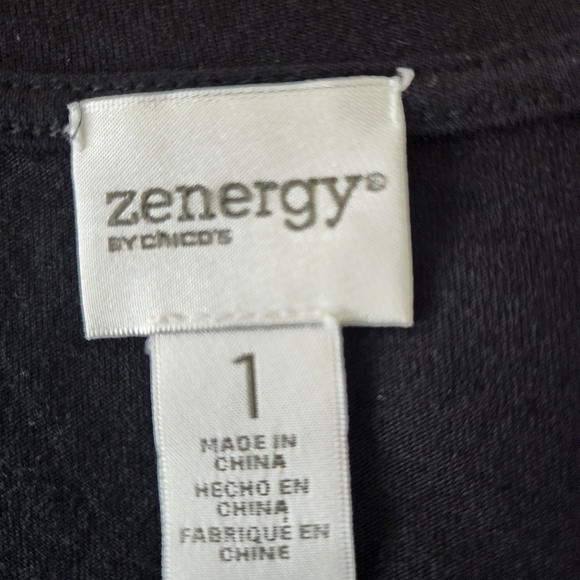 zenergy®
BY CHICO'S
1
MADE IN
CHINA
HECHO EN
CHINA
FABRIQUÉ EN
CHINE